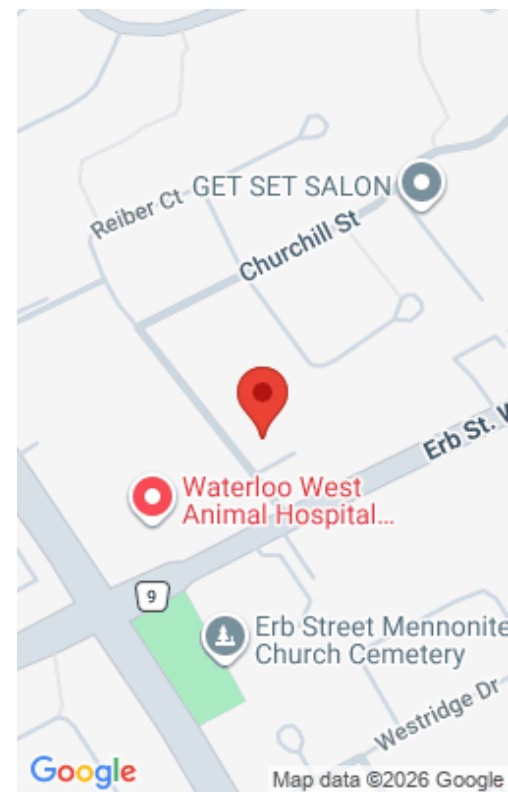 Reiber Ct
GET SET SALON
Churchill St
Erb St. W
Waterloo West
Animal Hospital...
9
Erb Street Mennonite
Church Cemetery
Westridge Dr
Google
Map data ©2026 Google